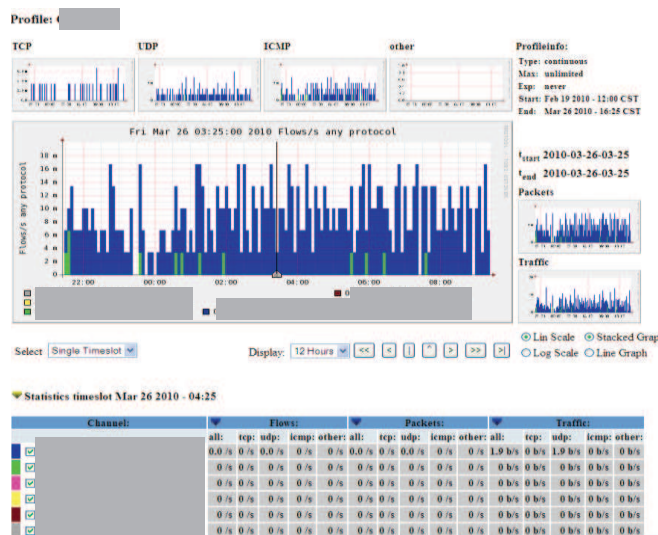 Profile:
TCP UDP ICMP other Profileinfo:
Type: continuous
Max: unlimited
Exp: never
Start: Feb 19 2010 - 12:00 CST
End: Mar 26 2010 - 16:25 CST
Fri Mar 26 03:25:00 2010 Flows/s any protocol
Flows/s any protocol
18 m
16 m
14 m
12 m
10 m
8 m
6 m
4 m
2 m
0
22:00 00:00 02:00 04:00 06:00 08:00
tstart 2010-03-26-03-25
tend 2010-03-26-03-25
Packets
Traffic
Lin Scale Stacked Grap
Log Scale Line Graph
Select Single Timeslot Display: 12 Hours << < | ^ > >> >|
Statistics timeslot Mar 26 2010 - 04:25
Channel: Flows: Packets: Traffic:
all: tcp: udp: icmp: other: all: tcp: udp: icmp: other: all: tcp: udp: icmp: other:
0.0 /s 0 /s 0.0 /s 0 /s 0 /s 0.0 /s 0 /s 0.0 /s 0 /s 0 /s 1.9 b/s 0 b/s 1.9 b/s 0 b/s 0 b/s
0 /s 0 /s 0 /s 0 /s 0 /s 0 /s 0 /s 0 /s 0 /s 0 /s 0 b/s 0 b/s 0 b/s 0 b/s 0 b/s
0 /s 0 /s 0 /s 0 /s 0 /s 0 /s 0 /s 0 /s 0 /s 0 /s 0 b/s 0 b/s 0 b/s 0 b/s 0 b/s
0 /s 0 /s 0 /s 0 /s 0 /s 0 /s 0 /s 0 /s 0 /s 0 /s 0 b/s 0 b/s 0 b/s 0 b/s 0 b/s
0 /s 0 /s 0 /s 0 /s 0 /s 0 /s 0 /s 0 /s 0 /s 0 /s 0 b/s 0 b/s 0 b/s 0 b/s 0 b/s
0 /s 0 /s 0 /s 0 /s 0 /s 0 /s 0 /s 0 /s 0 /s 0 /s 0 b/s 0 b/s 0 b/s 0 b/s 0 b/s